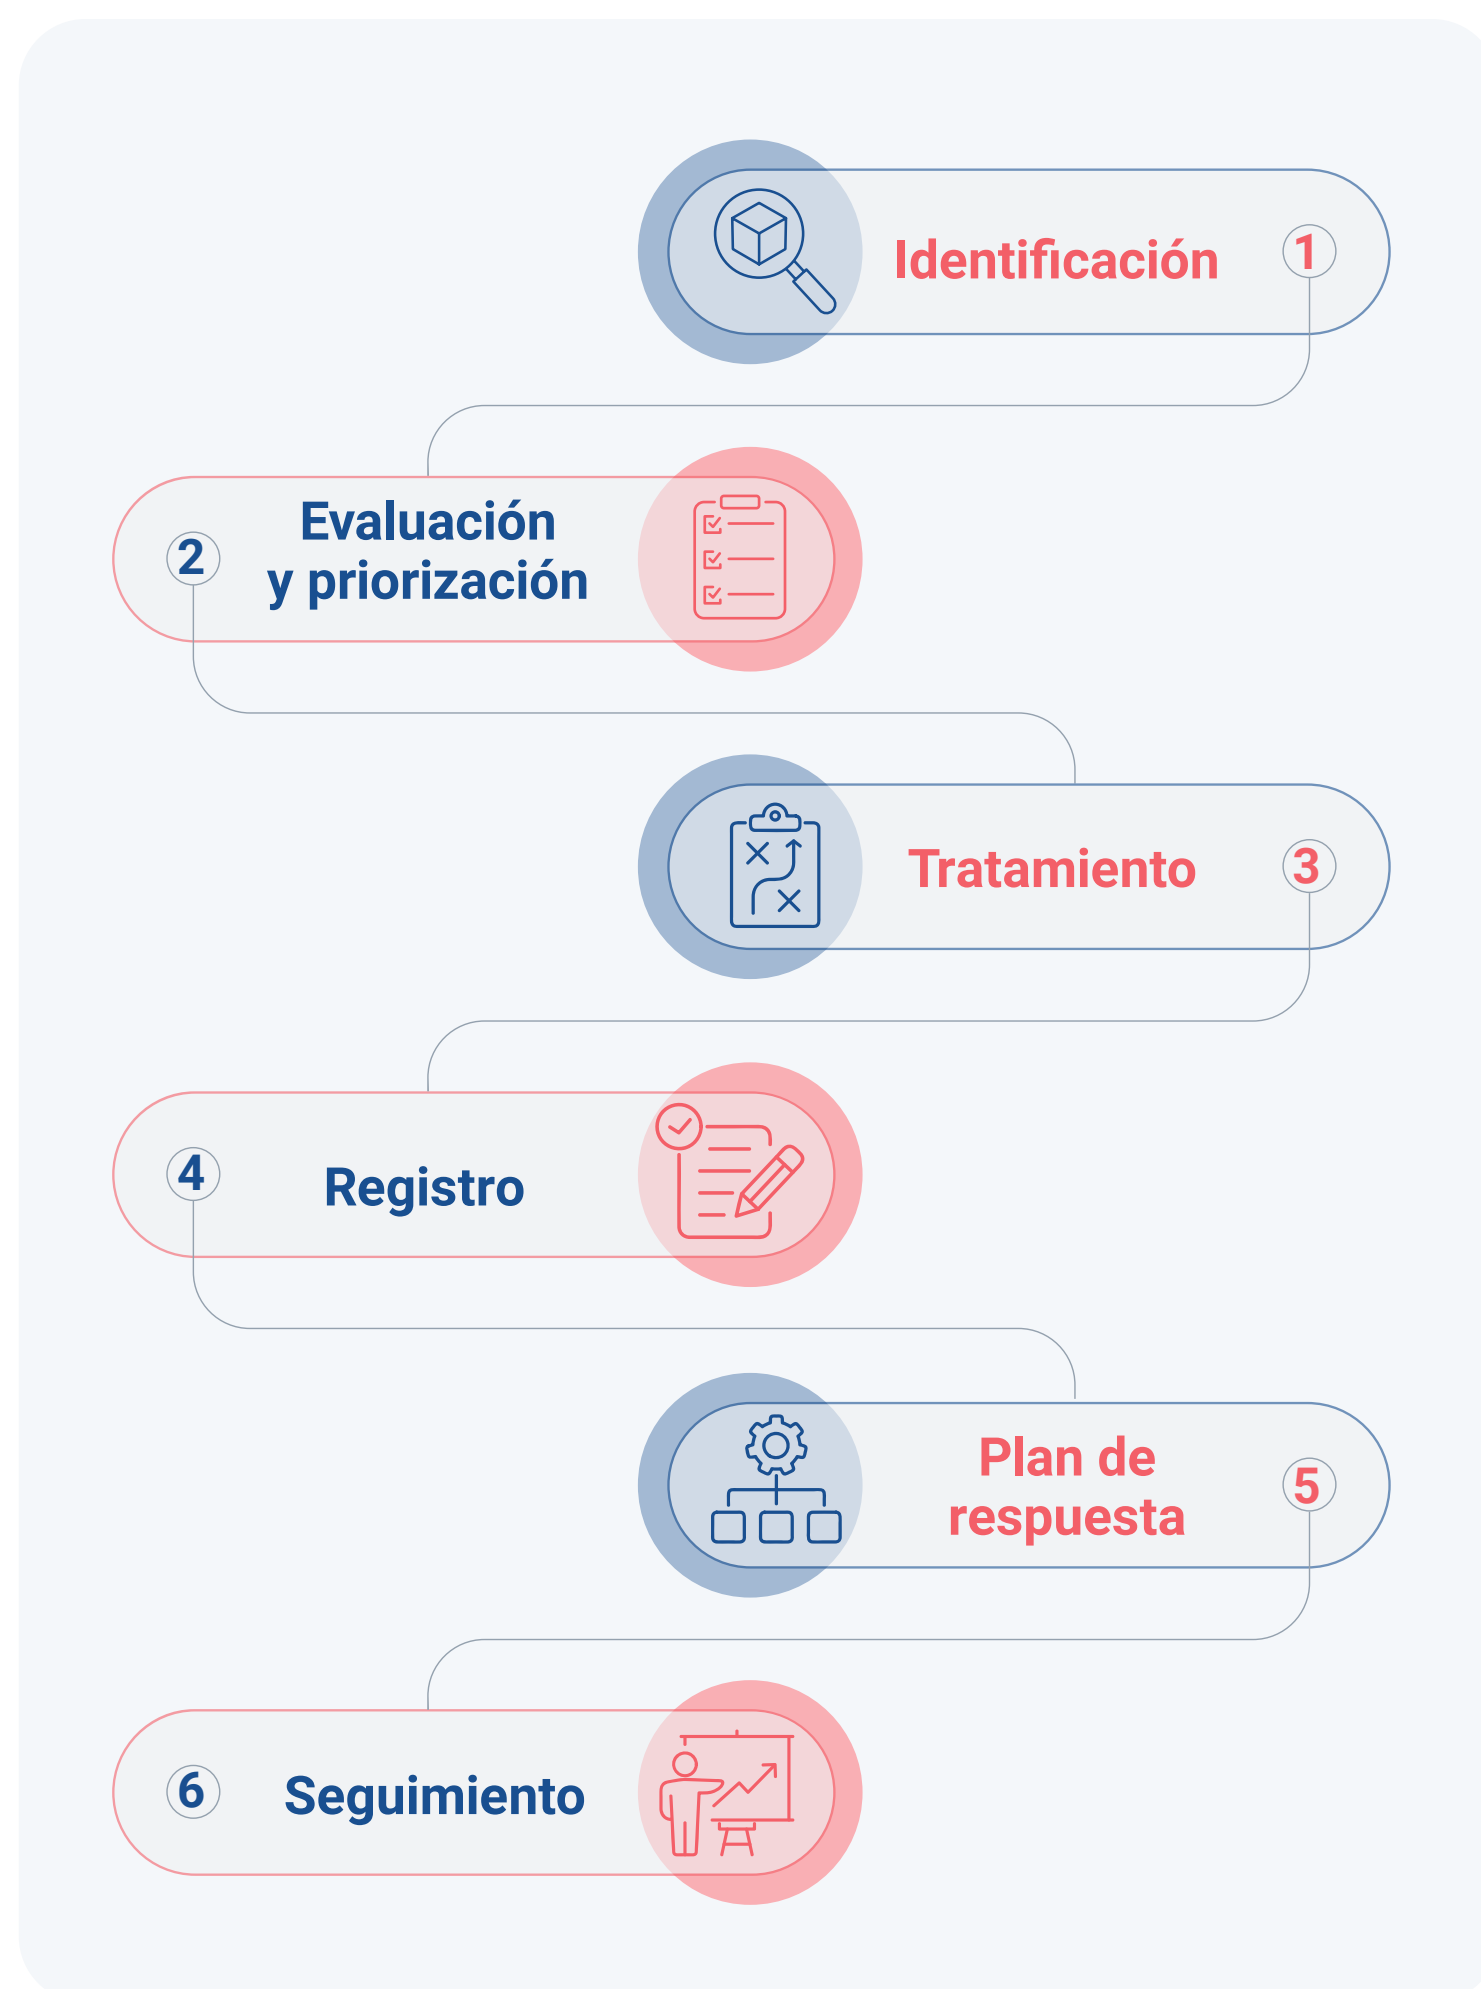 Identificación
1
2
Evaluación
y priorización
Tratamiento
3
4
Registro
Plan de
respuesta
5
6
Seguimiento